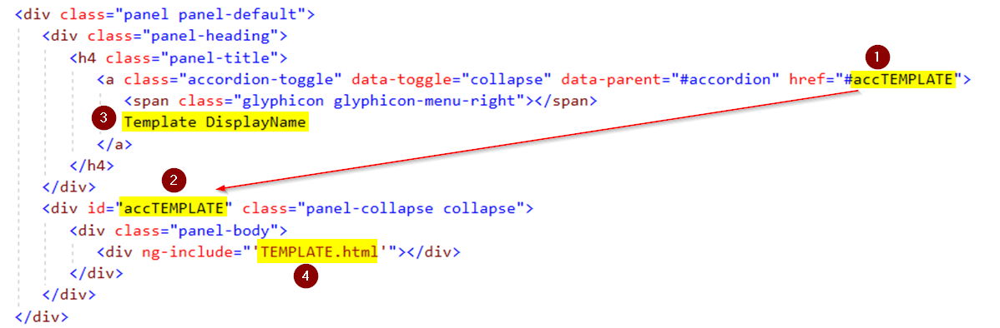 <div class="panel panel-default">
<div class="panel-heading">
<h4 class="panel-title">
1
<a class="accordion-toggle" data-toggle="collapse" data-parent="#accordion" href="#accTEMPLATE">
<span class="glyphicon glyphicon-menu-right"></span>
3 Template DisplayName
</a>
</h4>
2
</div>
<div id="accTEMPLATE" class="panel-collapse collapse">
<div class="panel-body">
<div ng-include="'TEMPLATE.html'"></div>
4
</div>
</div>
</div>